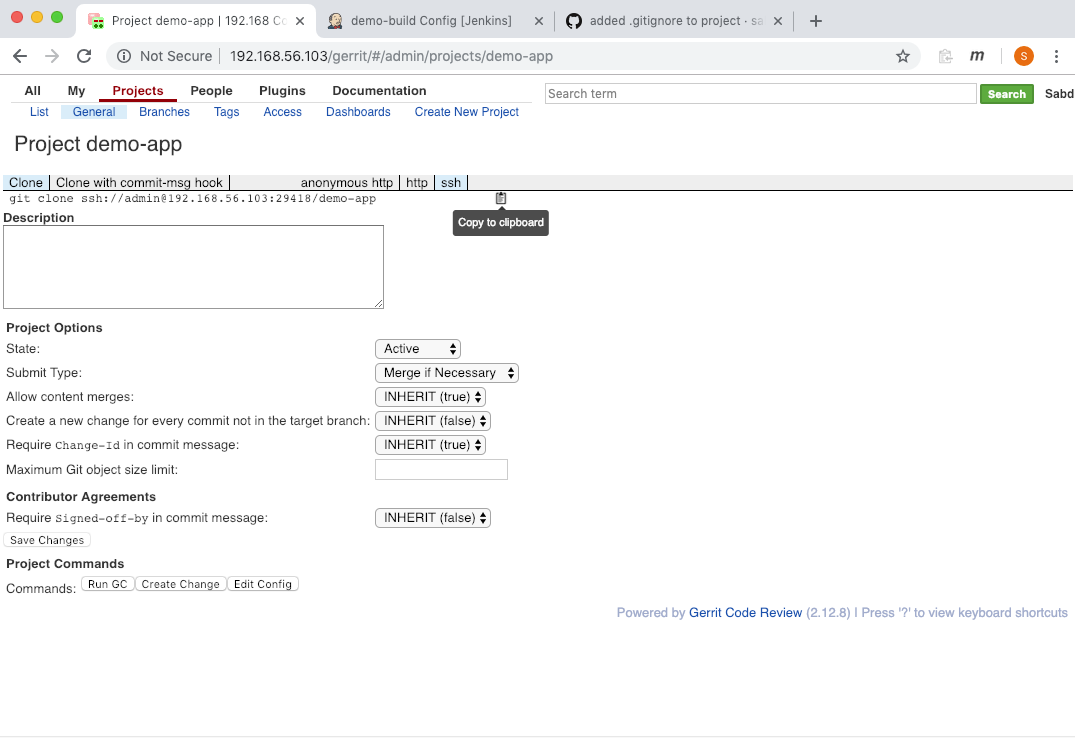 Project demo-app | 192.168 Co
demo-build Config [Jenkins]
added .gitignore to project · sa
Not Secure
192.168.56.103/gerrit/#/admin/projects/demo-app
m
S
All My Projects People Plugins Documentation
Search term
Search
Sabd
List General Branches Tags Access Dashboards Create New Project
Project demo-app
Clone Clone with commit-msg hook anonymous http http ssh
git clone ssh://admin@192.168.56.103:29418/demo-app
Copy to clipboard
Description
Project Options
State: Active
Submit Type: Merge if Necessary
Allow content merges: INHERIT (true)
Create a new change for every commit not in the target branch: INHERIT (false)
Require Change-Id in commit message: INHERIT (true)
Maximum Git object size limit:
Contributor Agreements
Require Signed-off-by in commit message: INHERIT (false)
Save Changes
Project Commands
Commands: Run GC Create Change Edit Config
Powered by Gerrit Code Review (2.12.8) | Press '?' to view keyboard shortcuts